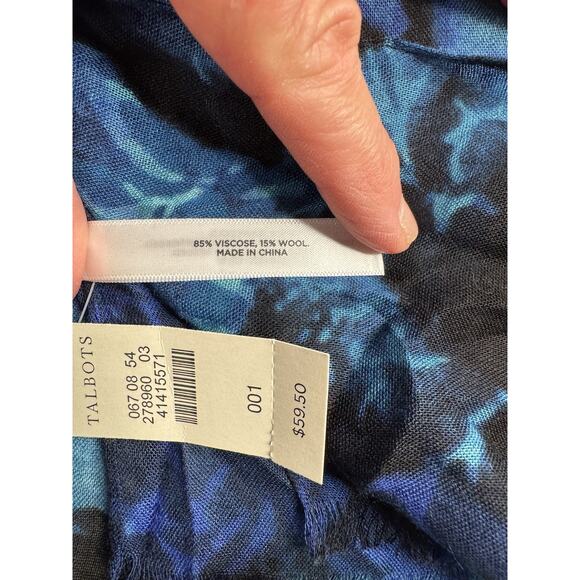 85% VISCOSE, 15% WOOL.
MADE IN CHINA
TALBOTS
067 08 54
278960 03
41415571
001
$59.50